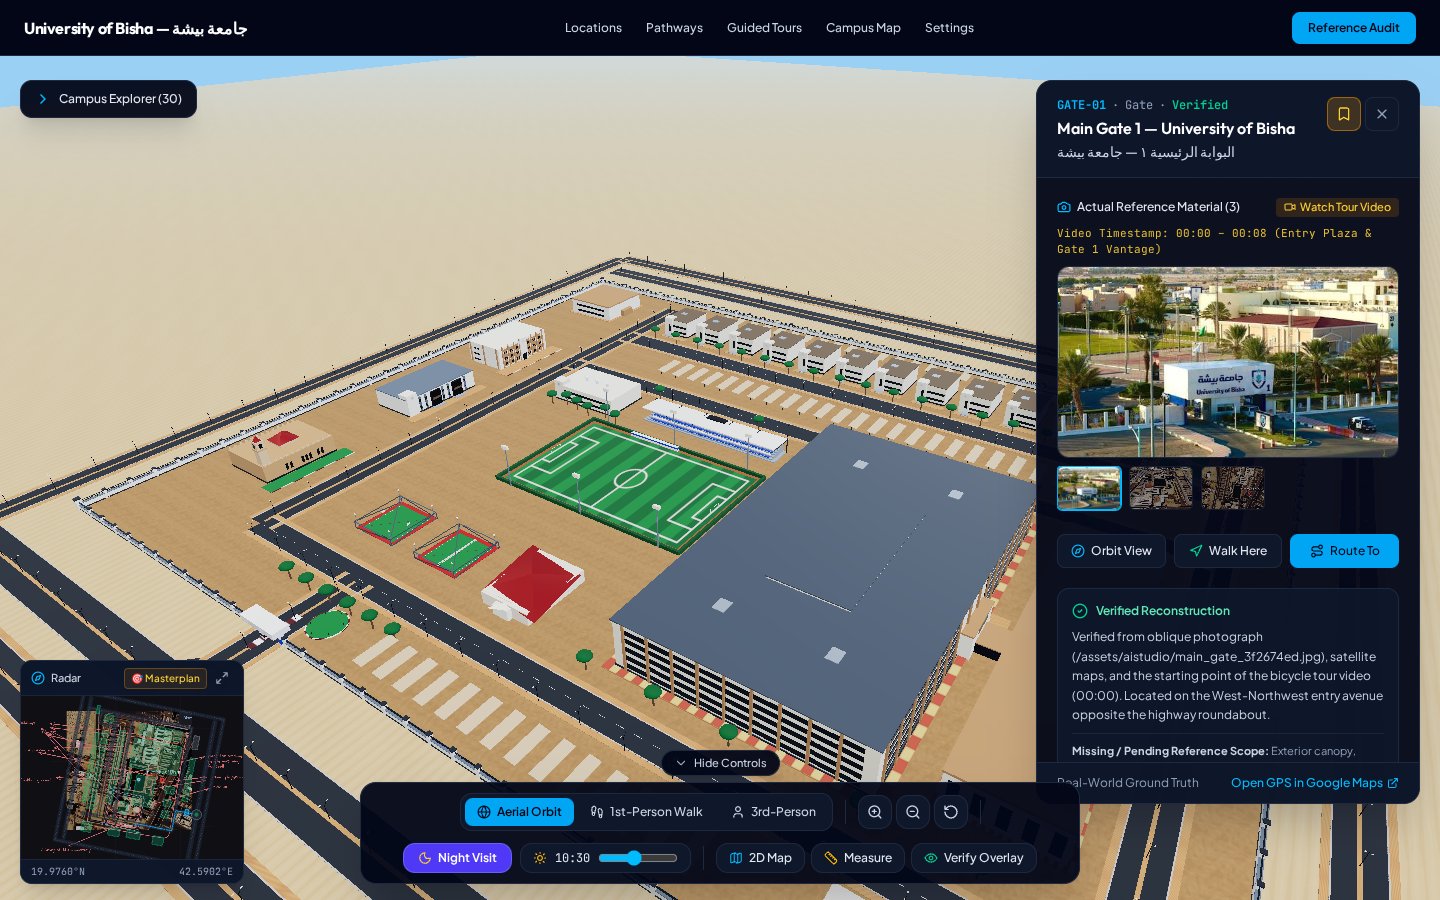 University of Bisha — جامعة بيشة
Locations
Pathways
Guided Tours
Campus Map
Settings
Reference Audit
Campus Explorer (30)
GATE-01 · Gate · Verified
Main Gate 1 — University of Bisha
البوابة الرئيسية ١ — جامعة بيشة
Actual Reference Material (3)
Watch Tour Video
Video Timestamp: 00:00 – 00:08 (Entry Plaza &
Gate 1 Vantage)
جامعة بيشة
University of Bisha
1
Orbit View
Walk Here
Route To
Verified Reconstruction
Verified from oblique photograph
(/assets/aistudio/main_gate_3f2674ed.jpg), satellite
maps, and the starting point of the bicycle tour video
(00:00). Located on the West-Northwest entry avenue
opposite the highway roundabout.
Missing / Pending Reference Scope: Exterior canopy,
Real-World Ground Truth
Open GPS in Google Maps
Radar
Masterplan
19.9760°N
42.5902°E
Hide Controls
Aerial Orbit
1st-Person Walk
3rd-Person
Night Visit
10:30
2D Map
Measure
Verify Overlay